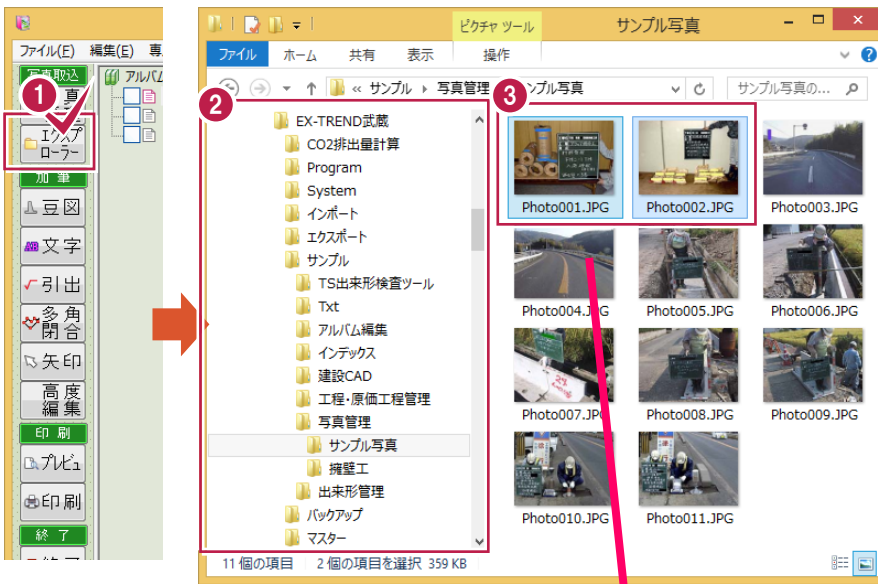 ファイル(F) 編集(E) 専
写真取込
アルバム
1
エクスプ
ローラー
加 筆
豆図
文字
引出
多角
閉合
矢印
高度
編集
印 刷
プレビュ
印刷
終 了
ピクチャ ツール
サンプル写真
ファイル ホーム 共有 表示 操作
« サンプル ▸ 写真管理
サンプル写真
サンプル写真の...
2
EX-TREND武蔵
CO2排出量計算
Program
System
インポート
エクスポート
サンプル
TS出来形検査ツール
Txt
アルバム編集
インデックス
建設CAD
工程・原価工程管理
写真管理
サンプル写真
擁壁工
出来形管理
バックアップ
マスター
3
Photo001.JPG Photo002.JPG Photo003.JPG
Photo004.JPG Photo005.JPG Photo006.JPG
Photo007.JPG Photo008.JPG Photo009.JPG
Photo010.JPG Photo011.JPG
11 個の項目 2 個の項目を選択 359 KB